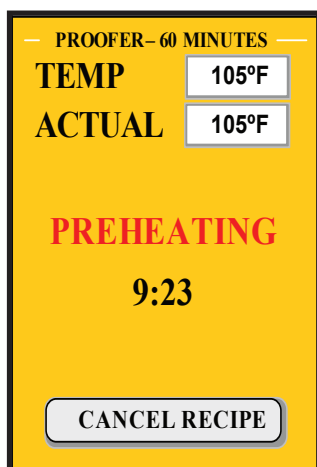 PROOFER– 60 MINUTES
TEMP 105ºF
ACTUAL 105ºF
PREHEATING
9:23
CANCEL RECIPE